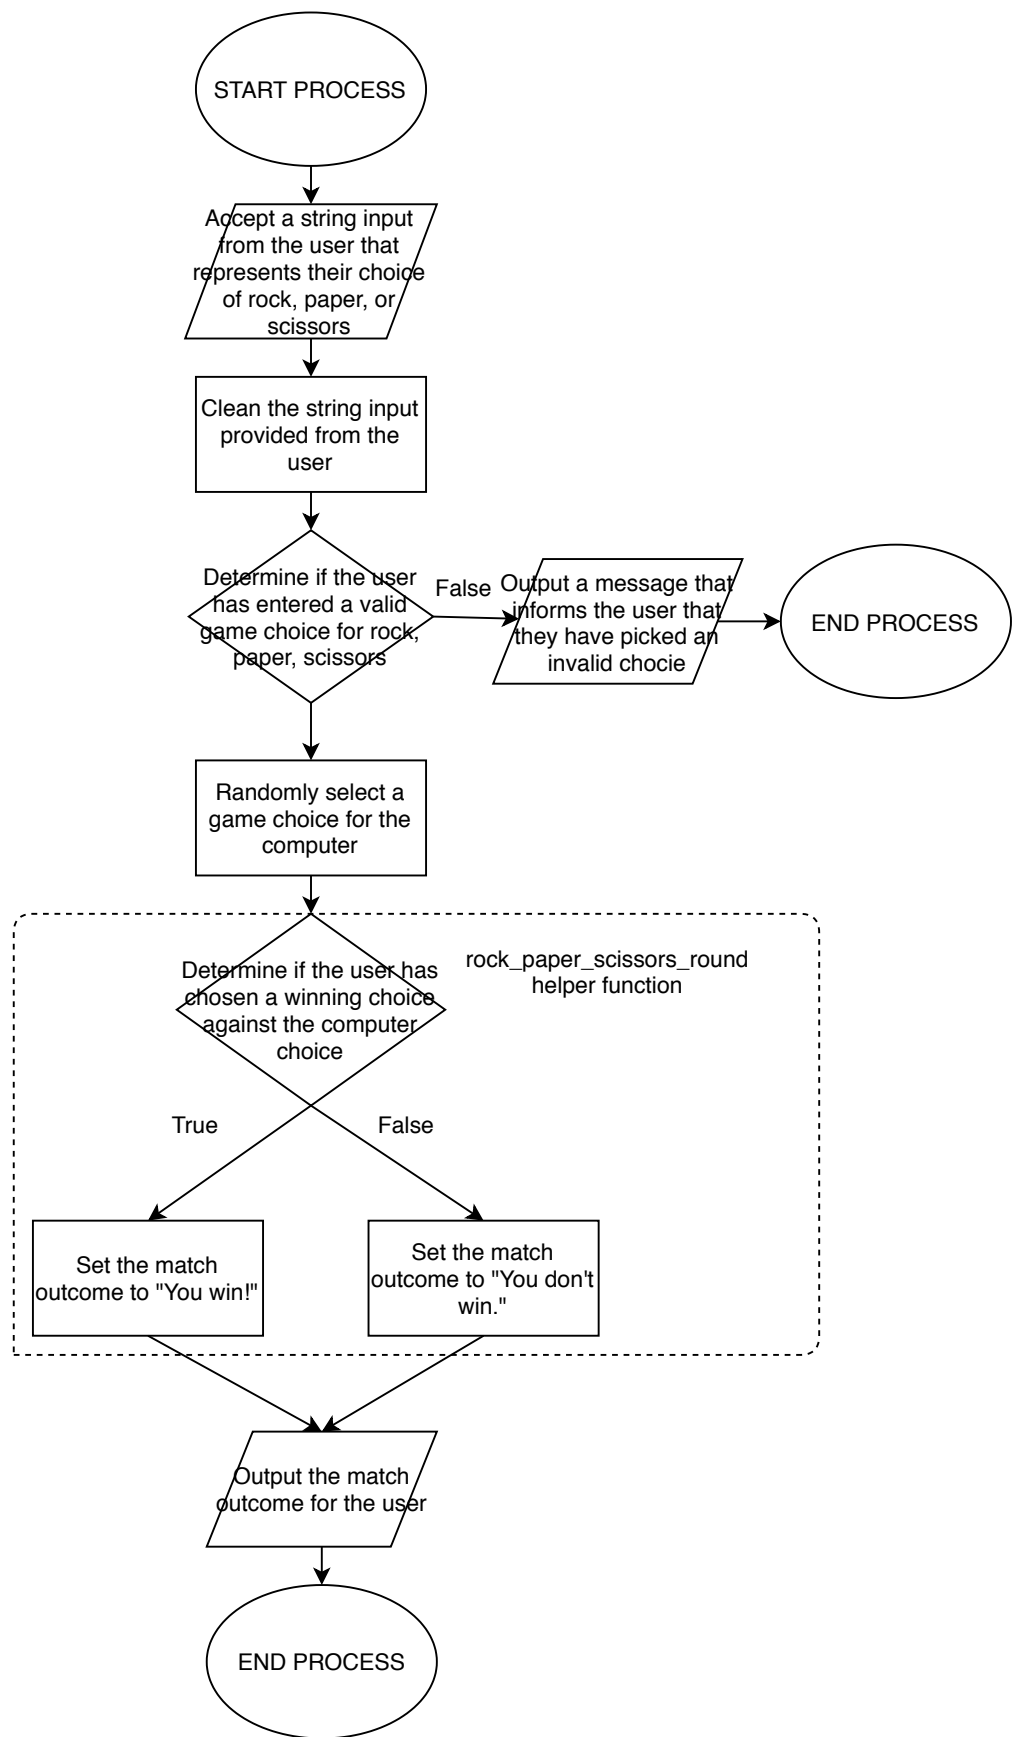 START PROCESS
Accept a string input
from the user that
represents their choice
of rock, paper, or
scissors
Clean the string input
provided from the
user
Determine if the user
has entered a valid
game choice for rock,
paper, scissors
False
Output a message that
informs the user that
they have picked an
invalid chocie
END PROCESS
Randomly select a
game choice for the
computer
rock_paper_scissors_round
helper function
Determine if the user has
chosen a winning choice
against the computer
choice
True
False
Set the match
outcome to "You win!"
Set the match
outcome to "You don't
win."
Output the match
outcome for the user
END PROCESS